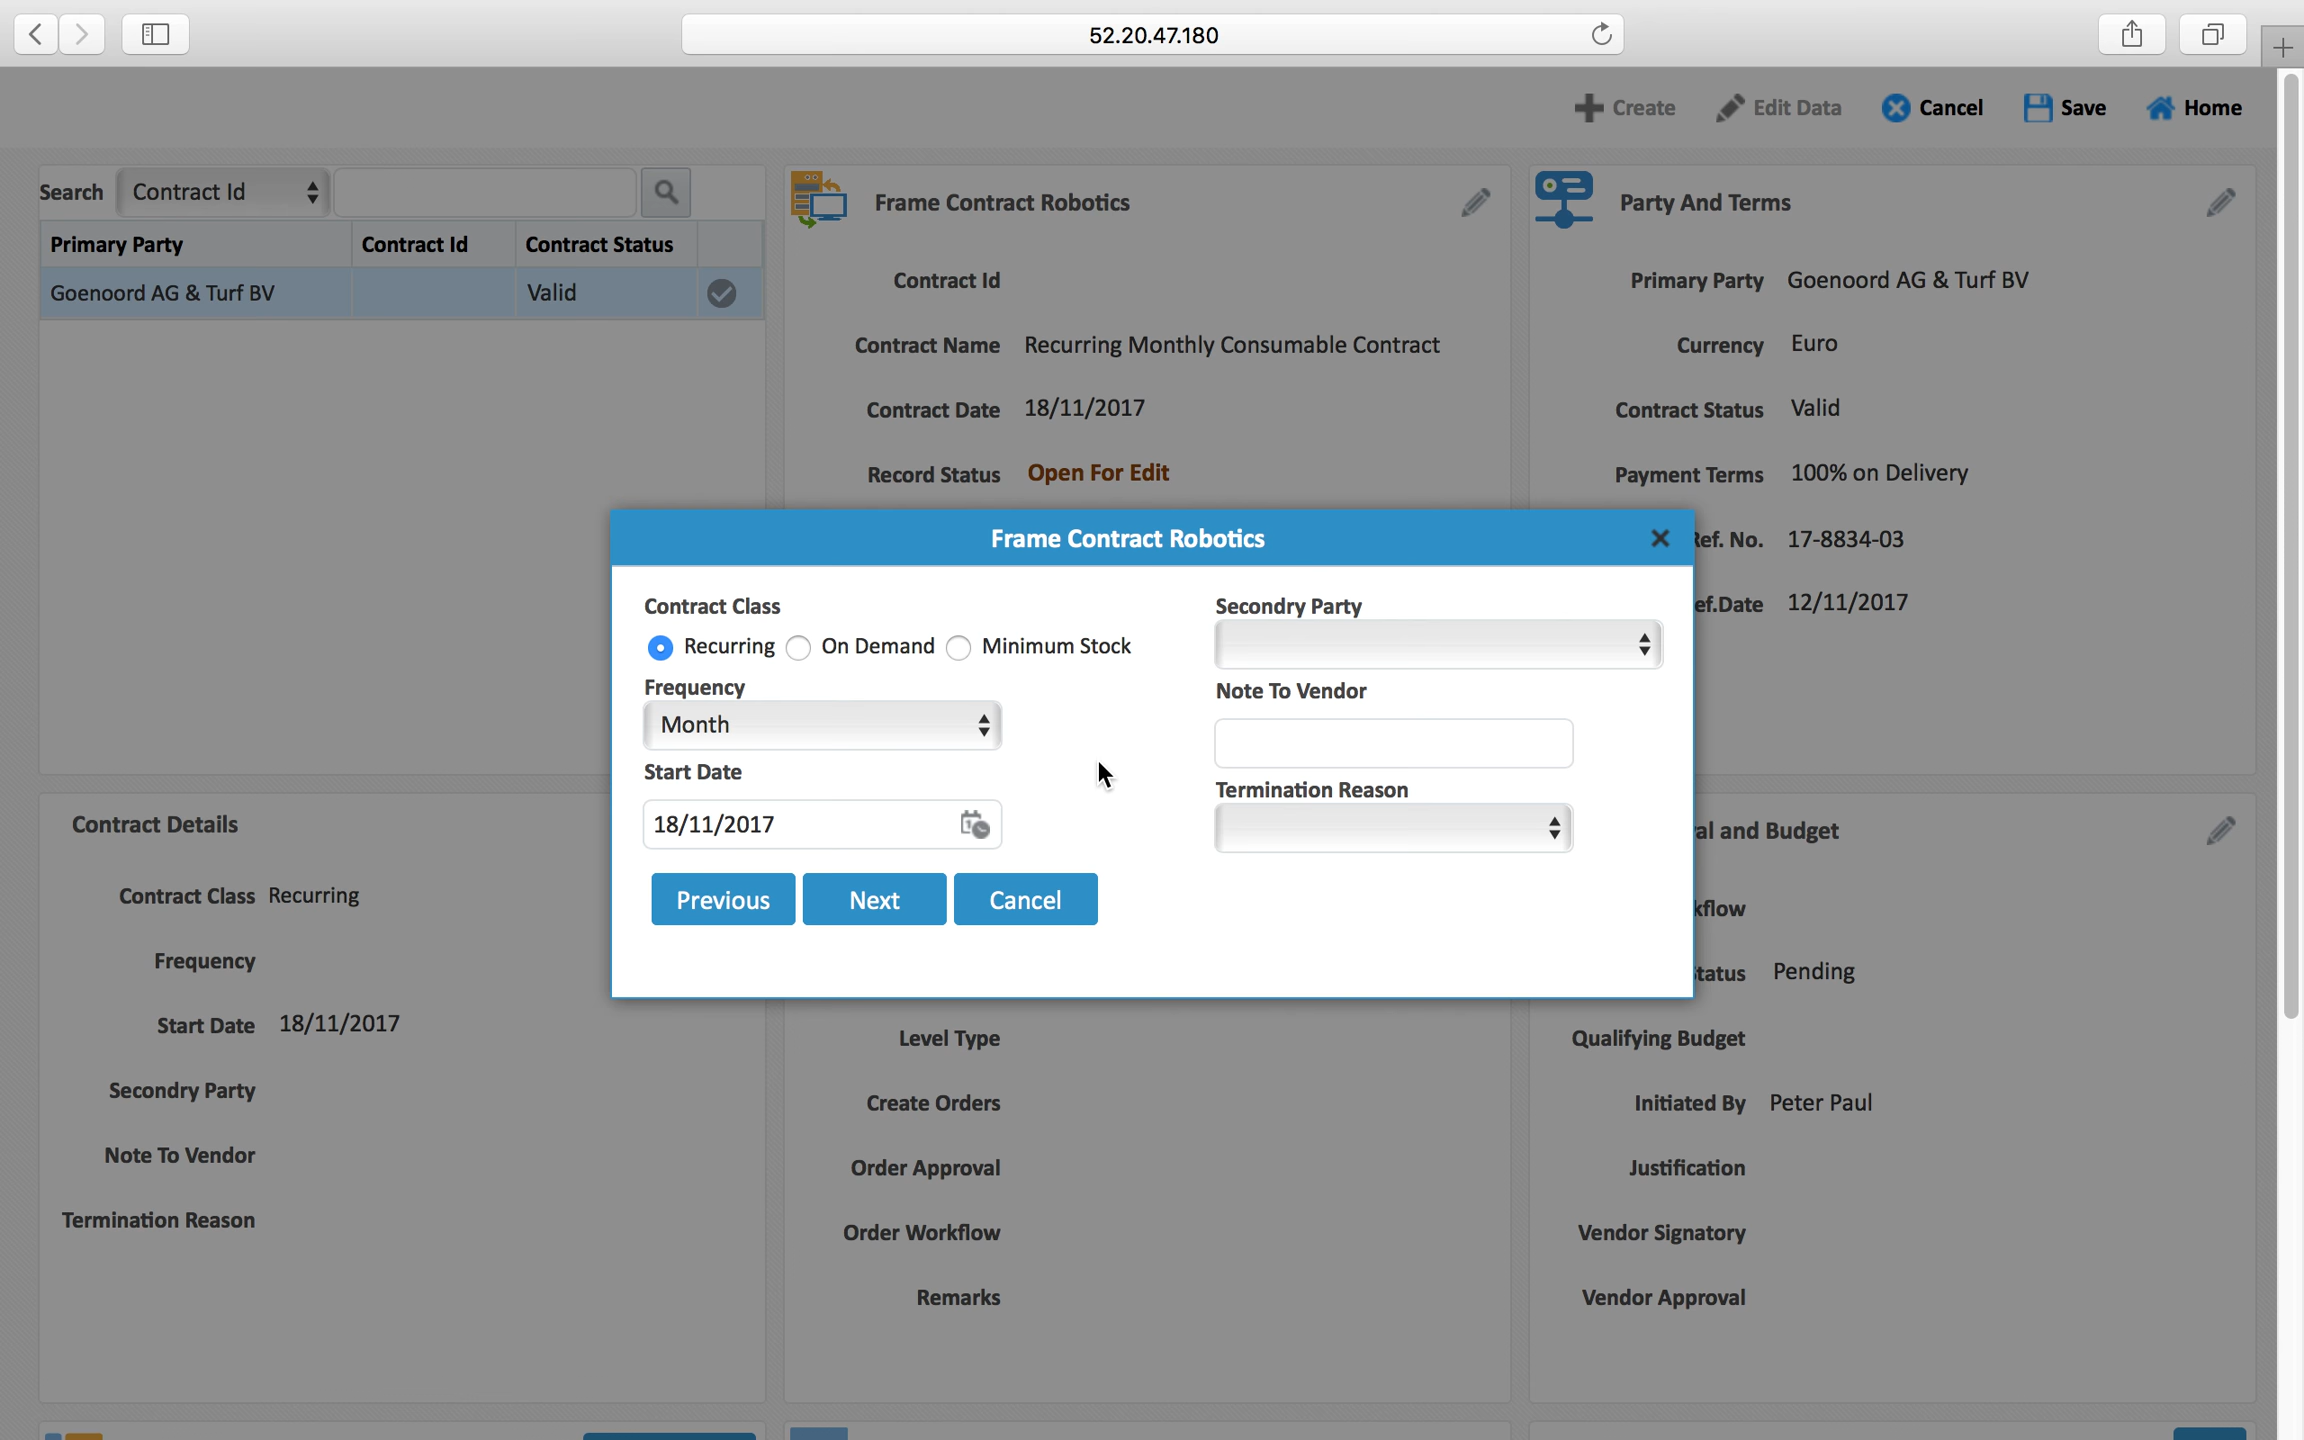 52.20.47.180
Create Edit Data Cancel Save Home
Search Contract Id
Primary Party Contract Id Contract Status
Goenoord AG & Turf BV Valid
Frame Contract Robotics
Contract Id
Contract Name Recurring Monthly Consumable Contract
Contract Date 18/11/2017
Record Status Open For Edit
Party And Terms
Primary Party Goenoord AG & Turf BV
Currency Euro
Contract Status Valid
Payment Terms 100% on Delivery
Ref. No. 17-8834-03
ef.Date 12/11/2017
Frame Contract Robotics
Contract Class
Recurring On Demand Minimum Stock
Frequency
Month
Start Date
18/11/2017
Previous Next Cancel
Secondry Party
Note To Vendor
Termination Reason
Contract Details
Contract Class Recurring
Frequency
Start Date 18/11/2017
Secondry Party
Note To Vendor
Termination Reason
Level Type
Create Orders
Order Approval
Order Workflow
Remarks
al and Budget
kflow
Status Pending
Qualifying Budget
Initiated By Peter Paul
Justification
Vendor Signatory
Vendor Approval